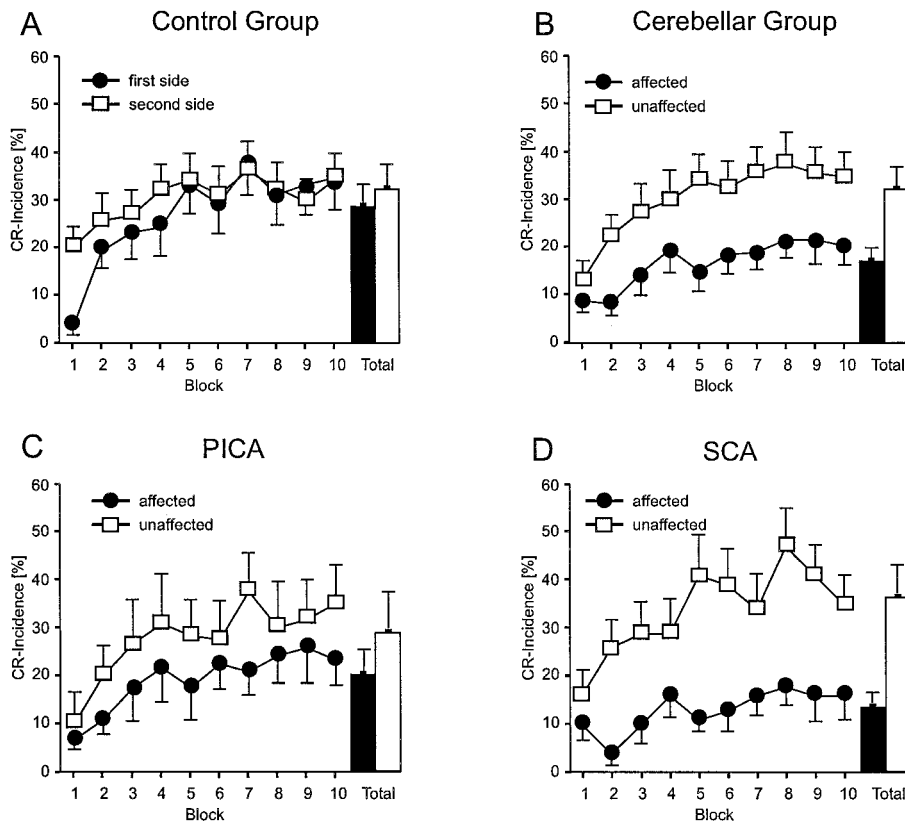 A Control Group
CR-Incidence [%]
60
50
40
30
20
10
0
first side
second side
1 2 3 4 5 6 7 8 9 10 Total
Block
B Cerebellar Group
CR-Incidence [%]
60
50
40
30
20
10
0
affected
unaffected
1 2 3 4 5 6 7 8 9 10 Total
Block
C PICA
CR-Incidence [%]
60
50
40
30
20
10
0
affected
unaffected
1 2 3 4 5 6 7 8 9 10 Total
Block
D SCA
CR-Incidence [%]
60
50
40
30
20
10
0
affected
unaffected
1 2 3 4 5 6 7 8 9 10 Total
Block